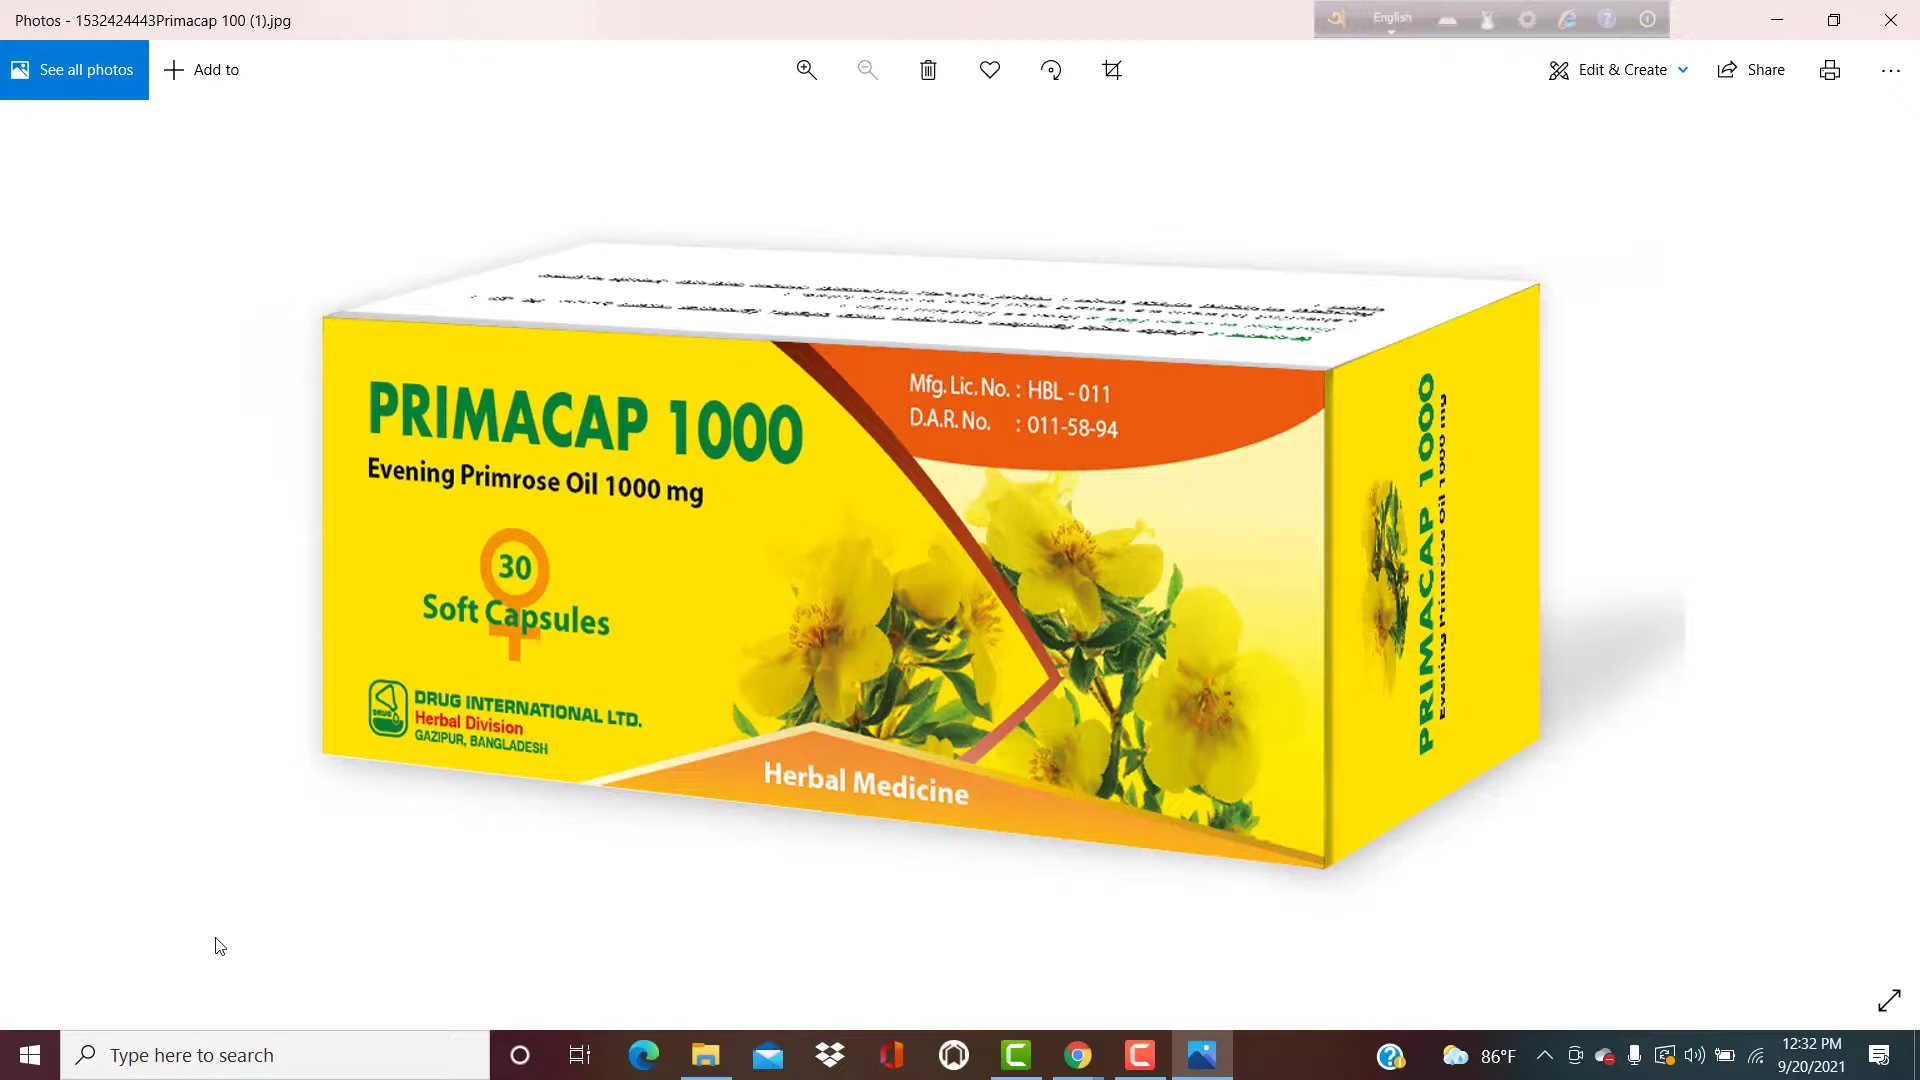 Photos - 1532424443Primacap 100 (1).jpg
English
See all photos
Add to
Edit & Create
Share
PRIMACAP 1000
Evening Primrose Oil 1000 mg
30
Soft Capsules
DRUG
DRUG INTERNATIONAL LTD.
Herbal Division
GAZIPUR, BANGLADESH
Mfg. Lic. No. : HBL - 011
D.A.R. No. : 011-58-94
Herbal Medicine
PRIMACAP 1000
Evening Primrose Oil 1000 mg
Type here to search
86°F
12:32 PM
9/20/2021